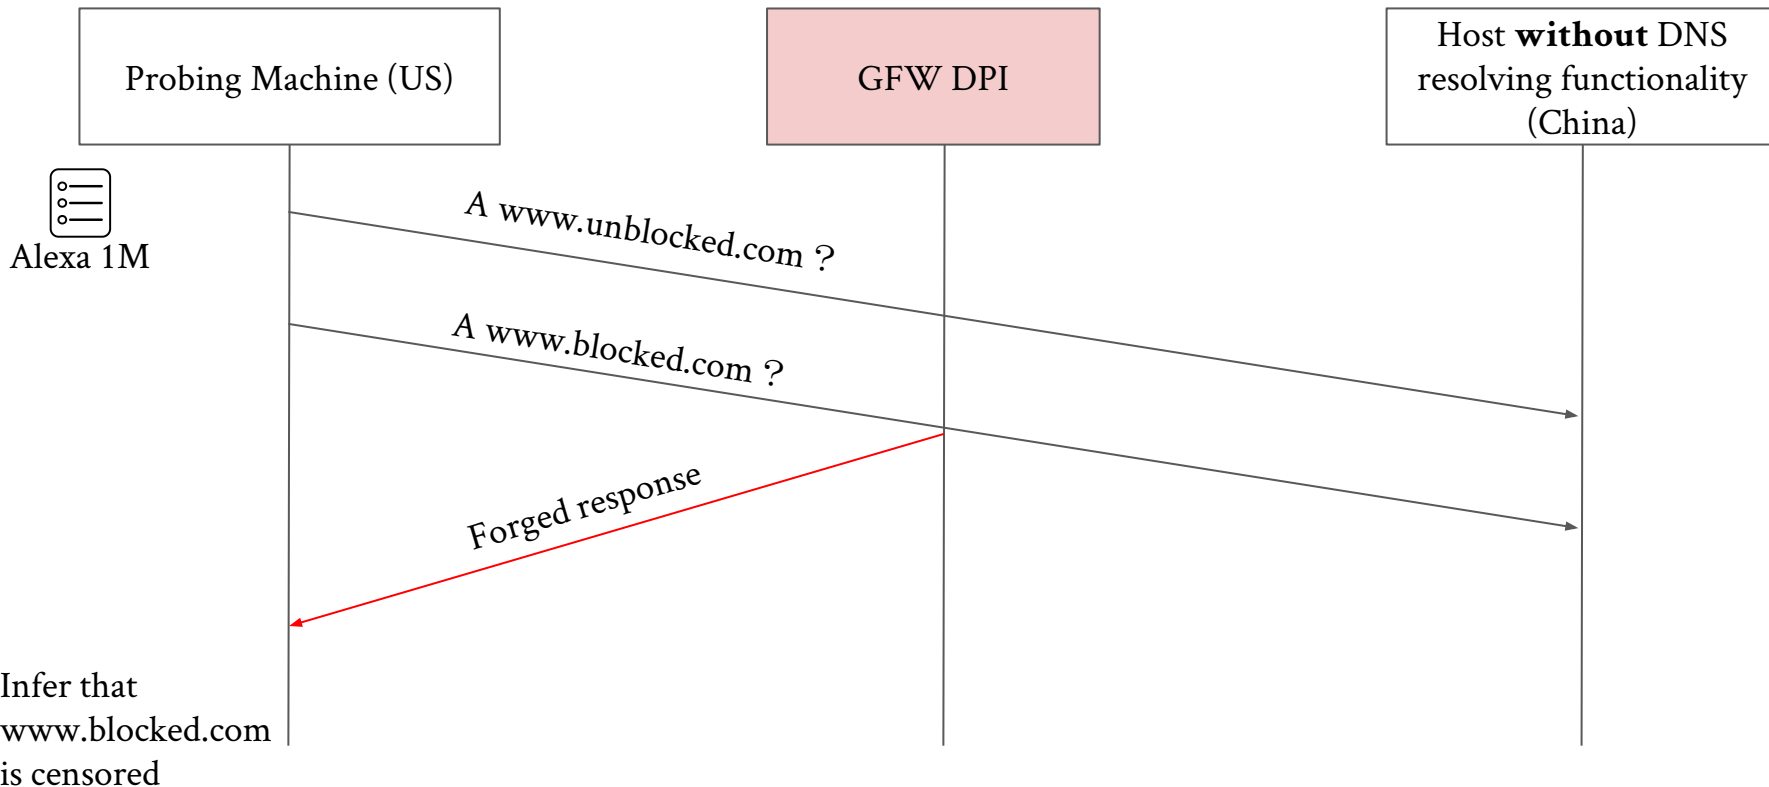 Probing Machine (US)
GFW DPI
Host without DNS
resolving functionality
(China)
Alexa 1M
A www.unblocked.com ?
A www.blocked.com ?
Forged response
Infer that
www.blocked.com
is censored